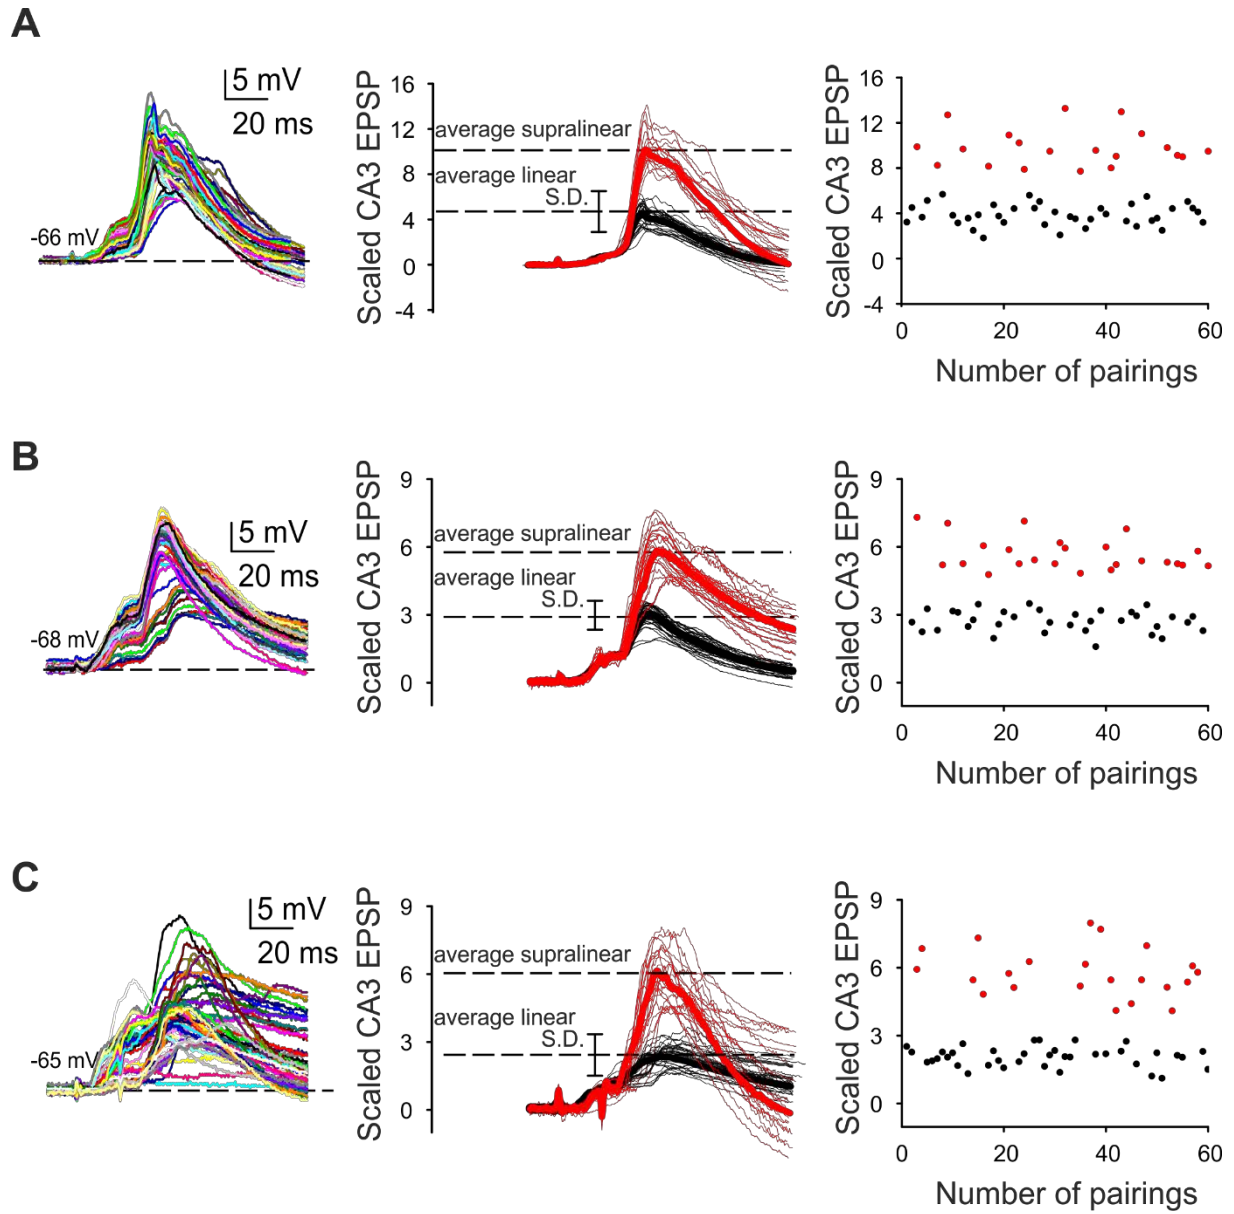 A
5 mV
20 ms
-66 mV
Scaled CA3 EPSP
16
12
8
4
0
-4
average supralinear
average linear
S.D.
Scaled CA3 EPSP
16
12
8
4
0
-4
0
20
40
60
Number of pairings
B
5 mV
20 ms
-68 mV
Scaled CA3 EPSP
9
6
3
0
average supralinear
average linear
S.D.
Scaled CA3 EPSP
9
6
3
0
0
20
40
60
Number of pairings
C
5 mV
20 ms
-65 mV
Scaled CA3 EPSP
9
6
3
0
average supralinear
average linear
S.D.
Scaled CA3 EPSP
9
6
3
0
0
20
40
60
Number of pairings